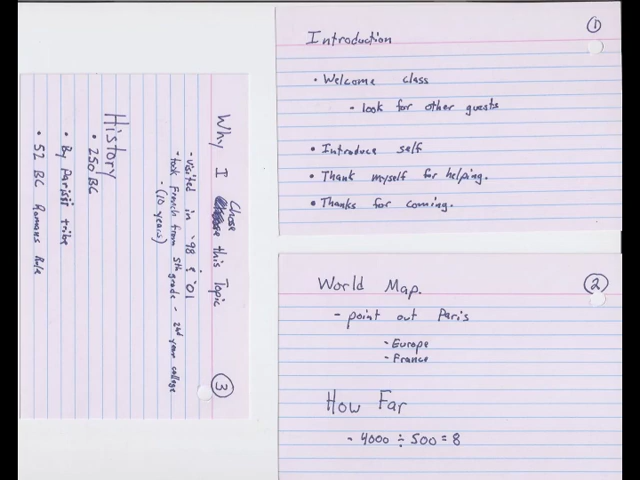 ①
Introduction
• Welcome class
- look for other guests
• Introduce self
• Thank myself for helping.
• Thanks for coming.
②
World Map.
- point out Paris
- Europe
- France
How Far
- 4000 ÷ 500 = 8
③
Why I Chose this Topic
- visited in '98 & '01
- took French from 5th grade - 2nd year college
- (10 years)
History
• 250 BC
• By Parisii tribe
• 52 BC Romans Rule